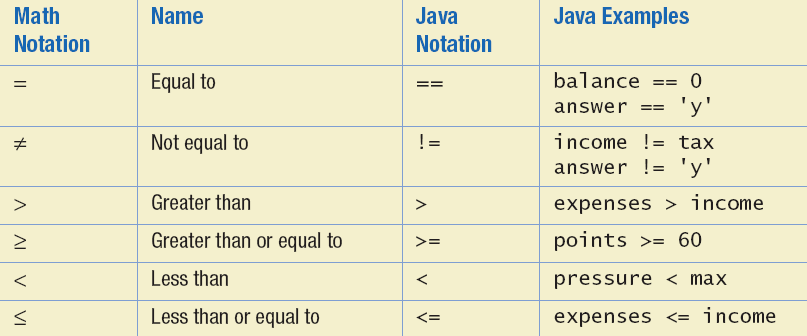 Math Notation Name Java Notation Java Examples
= Equal to == balance == 0
answer == 'y'
≠ Not equal to != income != tax
answer != 'y'
> Greater than > expenses > income
≥ Greater than or equal to >= points >= 60
< Less than < pressure < max
≤ Less than or equal to <= expenses <= income